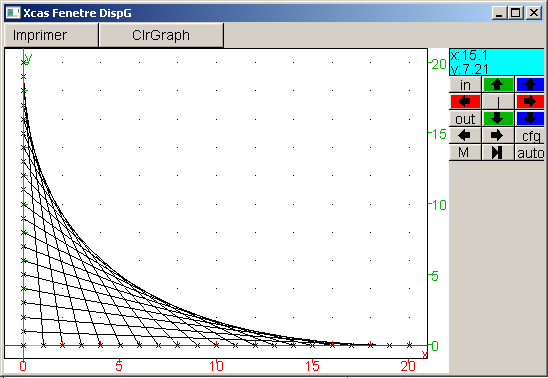 Xcas Fenetre DispG
Imprimer ClrGraph
x:15.1
y:7.21
in
out
cfg
M auto
y
20
15
10
5
0
x
0 5 10 15 20